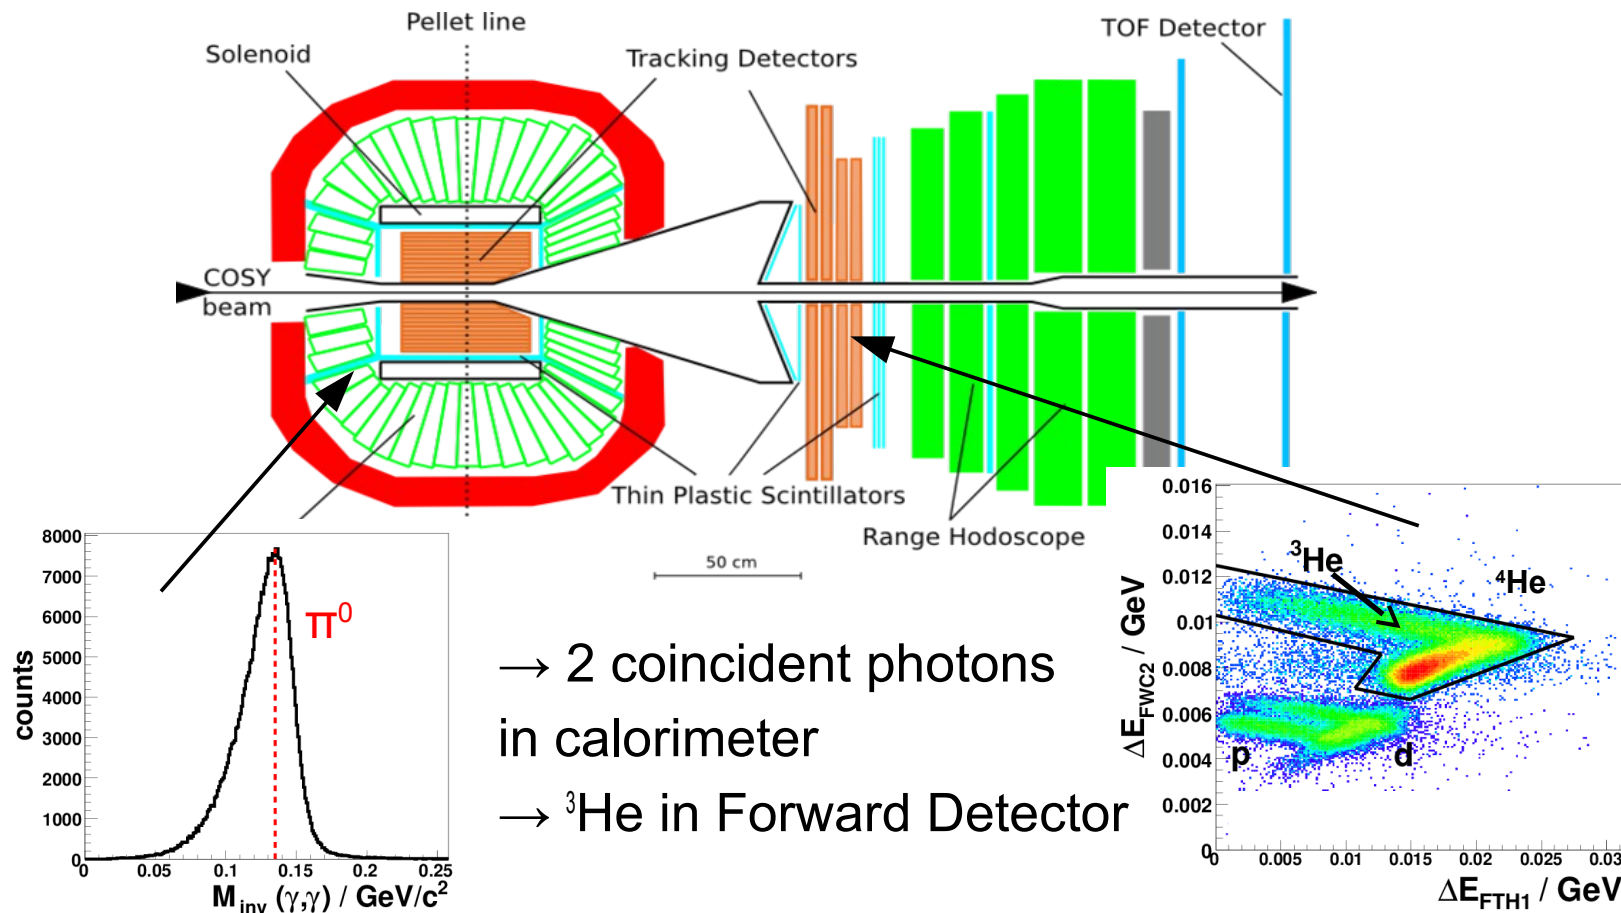 Pellet line
TOF Detector
Solenoid
Tracking Detectors
COSY
beam
Thin Plastic Scintillators
Range Hodoscope
50 cm
8000
7000
6000
5000
4000
3000
2000
1000
0
counts
π⁰
0 0.05 0.1 0.15 0.2 0.25
M_inv (γ,γ) / GeV/c²
→ 2 coincident photons
in calorimeter
→ ³He in Forward Detector
0.016
0.014
0.012
0.01
0.008
0.006
0.004
0.002
0
ΔE_FWC2 / GeV
³He
⁴He
p
d
0 0.005 0.01 0.015 0.02 0.025 0.03
ΔE_FTH1 / GeV